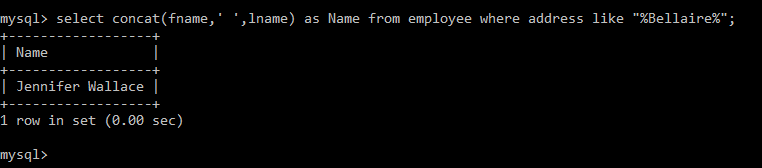 mysql> select concat(fname,' ',lname) as Name from employee where address like "%Bellaire%";
+------------------+
| Name             |
+------------------+
| Jennifer Wallace |
+------------------+
1 row in set (0.00 sec)
mysql>